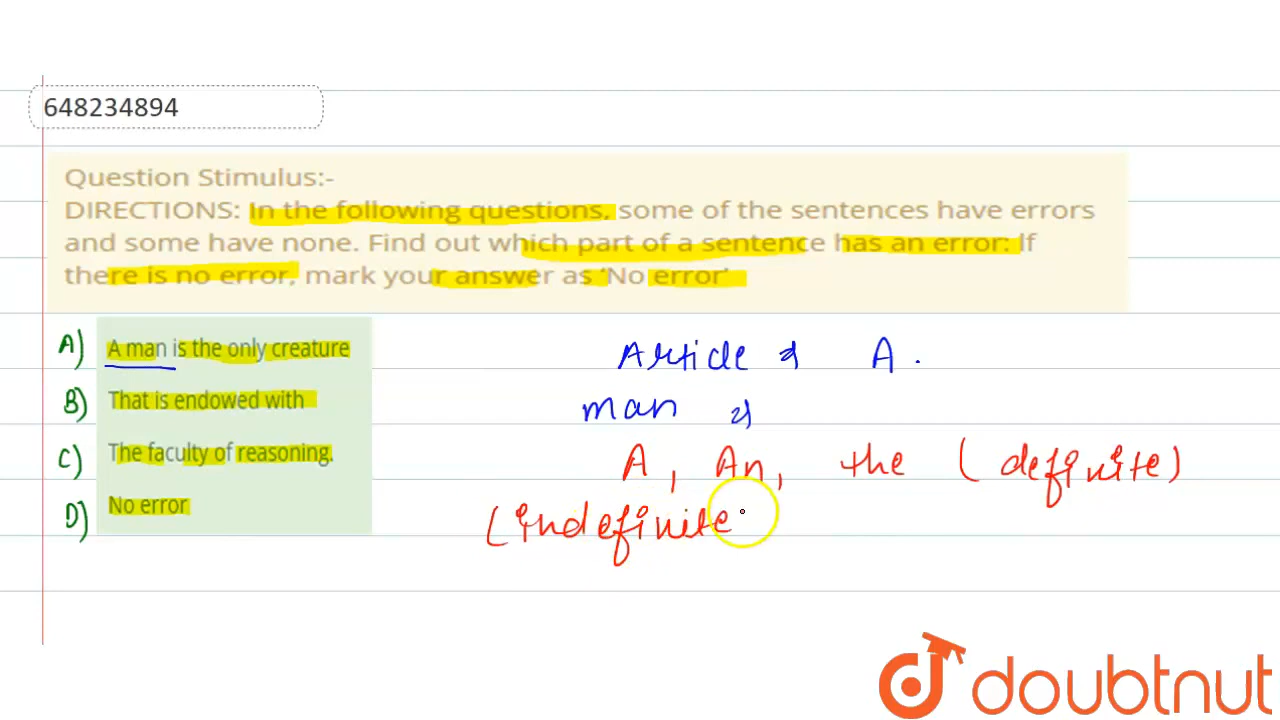 648234894
Question Stimulus:-
DIRECTIONS: In the following questions, some of the sentences have errors
and some have none. Find out which part of a sentence has an error: If
there is no error, mark your answer as 'No error'
A) A man is the only creature
B) That is endowed with
C) The faculty of reasoning.
D) No error
Article A.
man
A, An, the (definite)
(indefinite
doubtnut